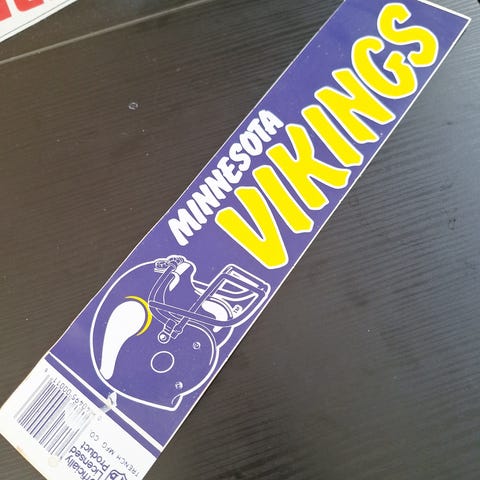 MINNESOTA
VIKINGS
Officially
Licensed
Product
TRENCH MFG CO.